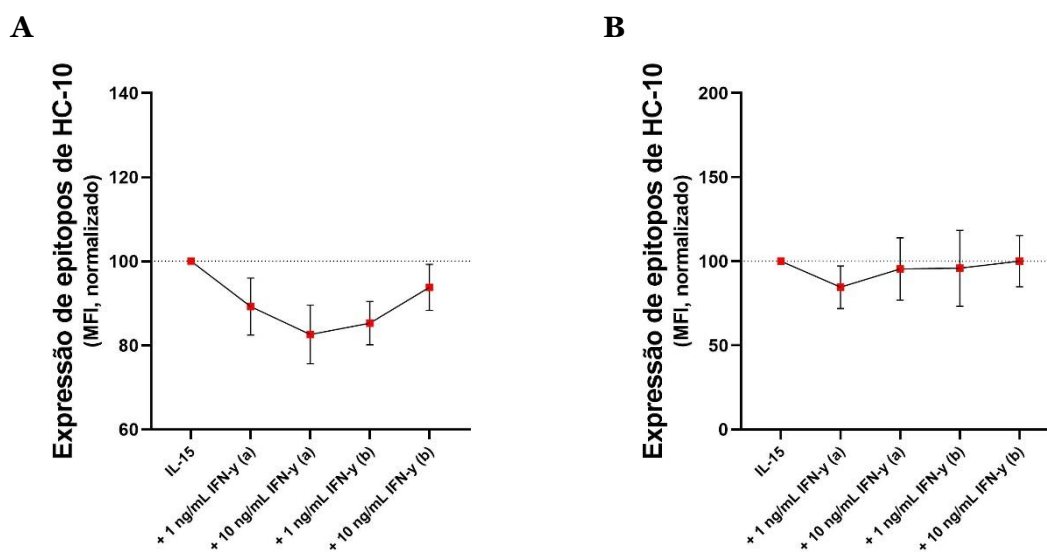 A
Expressão de epitopos de HC-10
(MFI, normalizado)
140
120
100
80
60
IL-15
+ 1 ng/mL IFN-y (a)
+ 10 ng/mL IFN-y (a)
+ 1 ng/mL IFN-y (b)
+ 10 ng/mL IFN-y (b)
B
Expressão de epitopos de HC-10
(MFI, normalizado)
200
150
100
50
0
IL-15
+ 1 ng/mL IFN-y (a)
+ 10 ng/mL IFN-y (a)
+ 1 ng/mL IFN-y (b)
+ 10 ng/mL IFN-y (b)